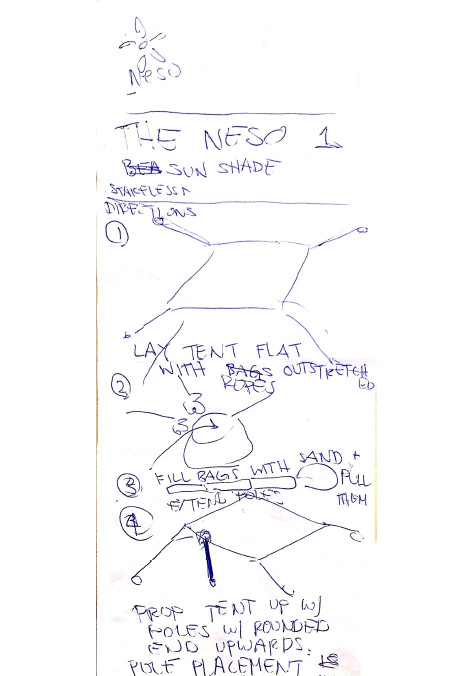 Neso
THE NESO 1
SUN SHADE
STAKELESS
DIRECTIONS
1
LAY TENT FLAT
WITH BAGS OUTSTRETCHED
ROPES
2
FILL BAGS WITH SAND + PULL THEM
3
EXTEND POLES
4
PROP TENT UP W/
POLES W/ ROUNDED
END UPWARDS.
POLE PLACEMENT IS